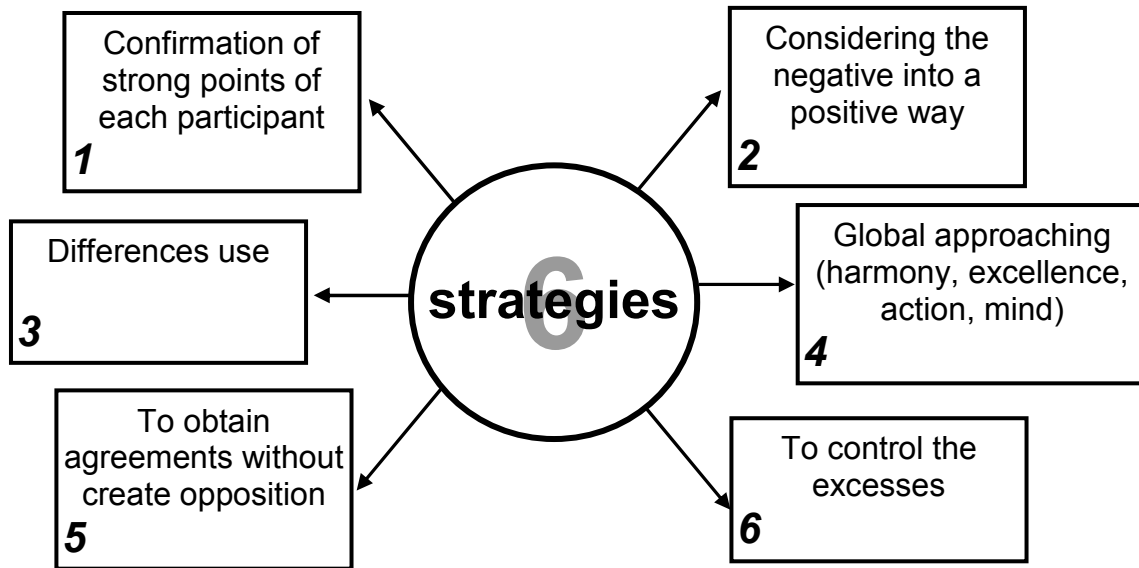 Confirmation of
strong points of
each participant
1
Considering the
negative into a
positive way
2
Differences use
3
6
strategies
Global approaching
(harmony, excellence,
action, mind)
4
To obtain
agreements without
create opposition
5
To control the
excesses
6